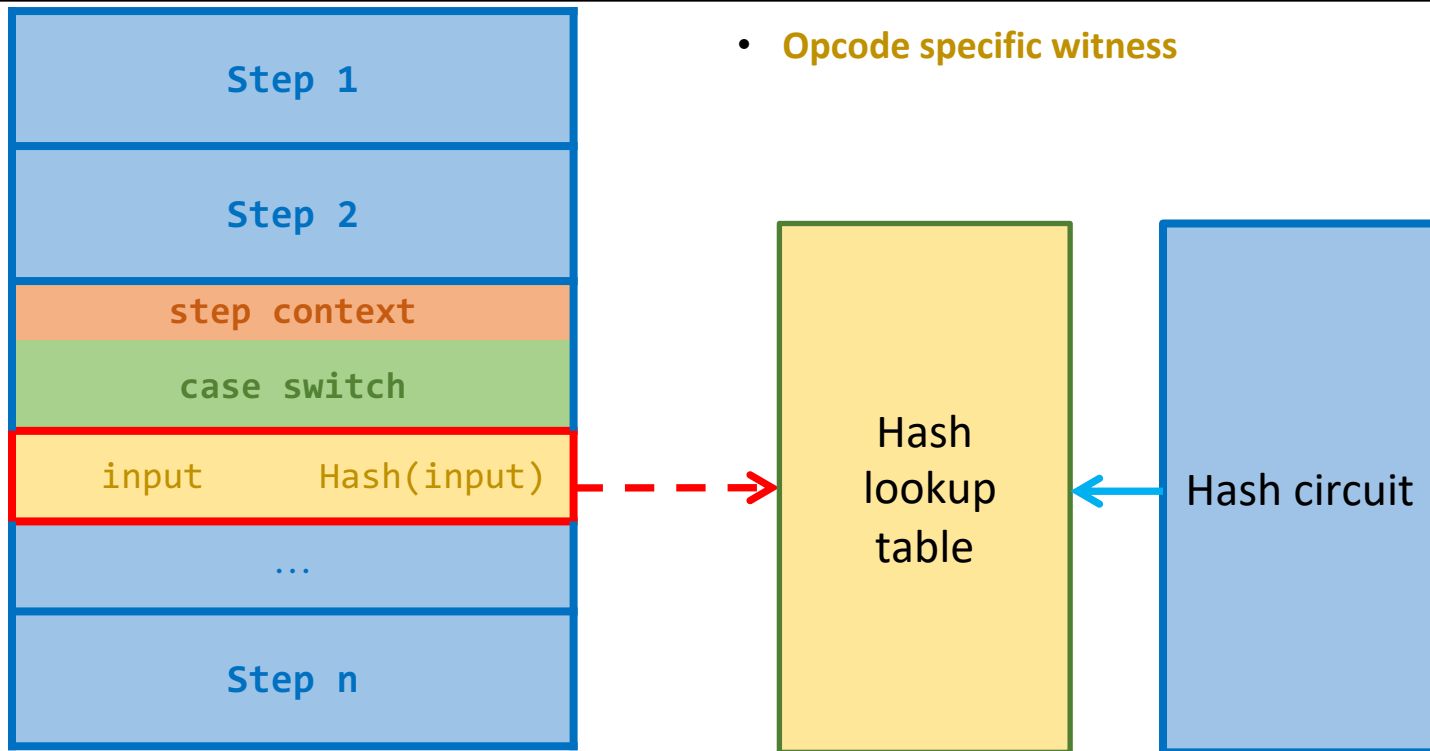 Step 1
Step 2
step context
case switch
input Hash(input)
...
Step n
• Opcode specific witness
Hash
lookup
table
Hash circuit